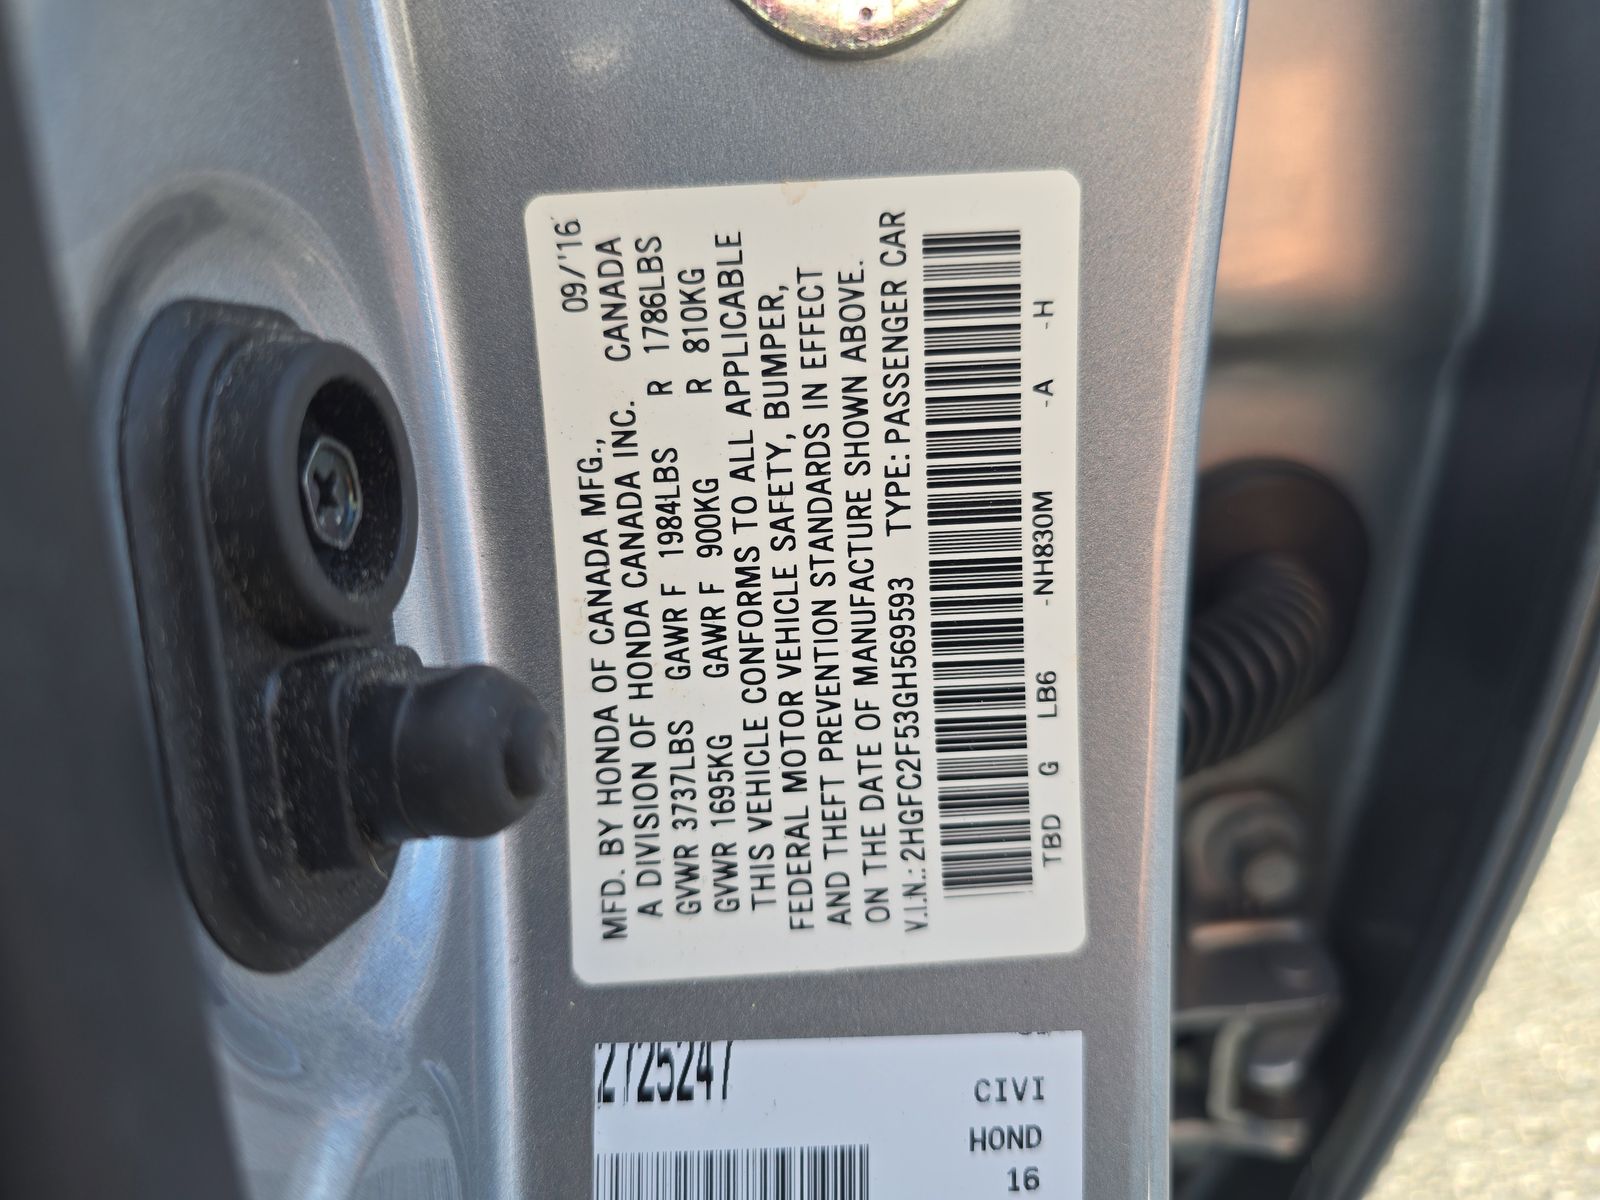 MFD. BY HONDA OF CANADA MFG., 09/'16
A DIVISION OF HONDA CANADA INC. CANADA
GVWR 3737LBS GAWR F 1984LBS R 1786LBS
GVWR 1695KG GAWR F 900KG R 810KG
THIS VEHICLE CONFORMS TO ALL APPLICABLE
FEDERAL MOTOR VEHICLE SAFETY, BUMPER,
AND THEFT PREVENTION STANDARDS IN EFFECT
ON THE DATE OF MANUFACTURE SHOWN ABOVE.
V.I.N.: 2HGFC2F53GH569593 TYPE: PASSENGER CAR
TBD G LB6 -NH830M -A -H
2725247
CIVI
HOND
16